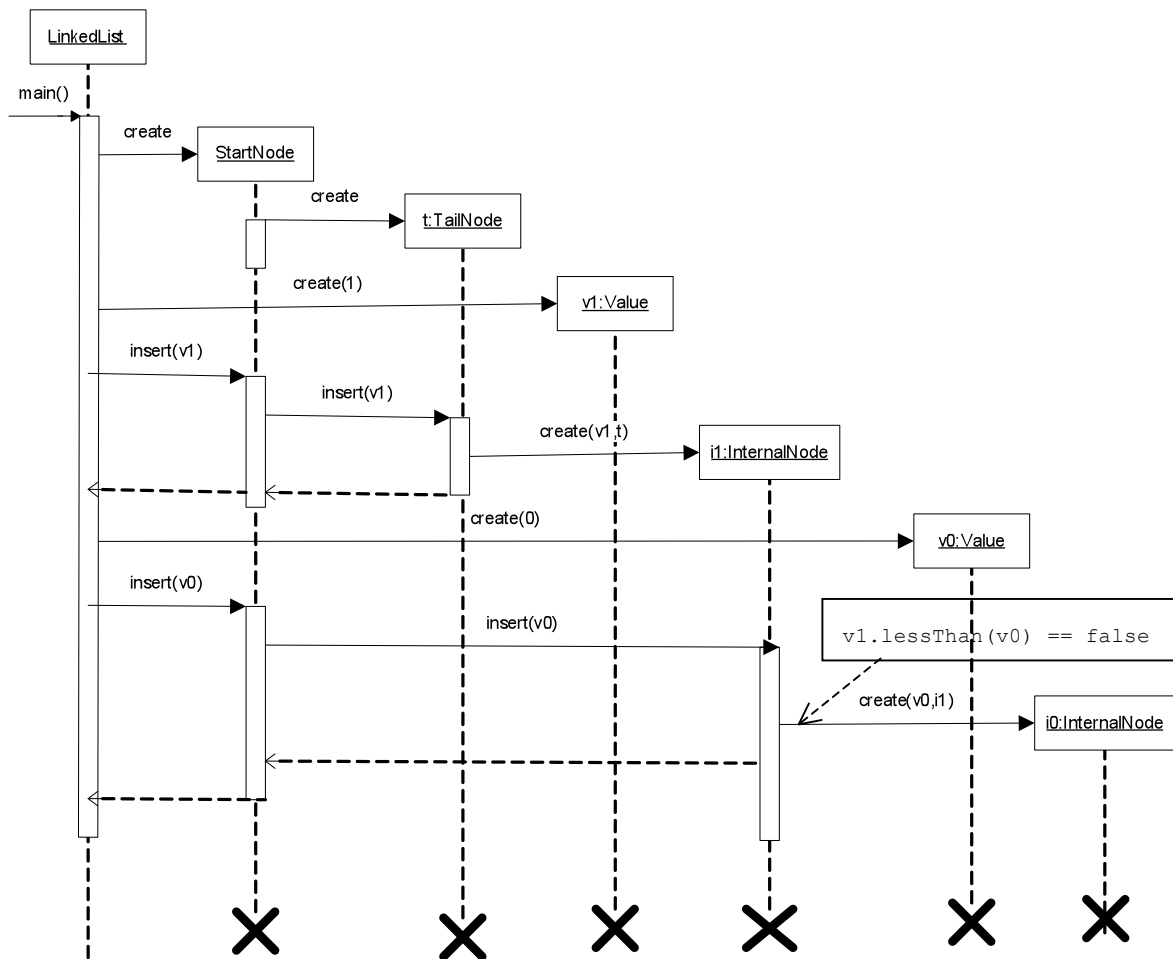 LinkedList
main()
create
StartNode
create
t:TailNode
create(1)
v1:Value
insert(v1)
insert(v1)
create(v1,t)
i1:InternalNode
create(0)
v0:Value
insert(v0)
insert(v0)
v1.lessThan(v0) == false
create(v0,i1)
i0:InternalNode